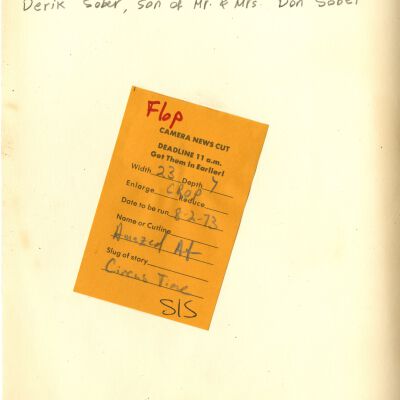 Derik Sober, son of Mr. & Mrs. Don Sober
Flop
CAMERA NEWS CUT
DEADLINE 11 a.m.
Get Them in Earlier!
Width 23 Depth 7
Enlarge Crop Reduce
Date to be run 8-2-73
Name or Cutline
Amazed At
Slug of story
Circus Time
SIS